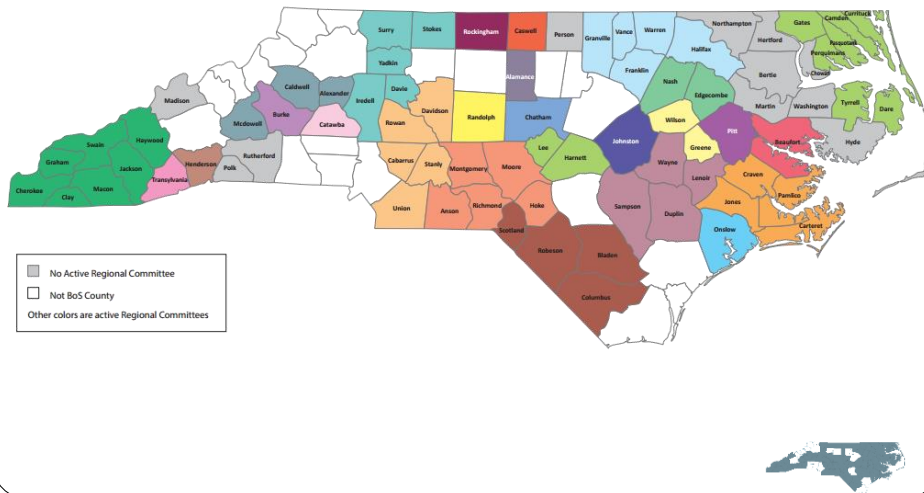 Surry
Stokes
Rockingham
Caswell
Person
Granville
Vance
Warren
Northampton
Gates
Camden
Currituck
Pasquotank
Perquimans
Chowan
Hertford
Halifax
Bertie
Yadkin
Alamance
Franklin
Nash
Edgecombe
Martin
Washington
Tyrrell
Dare
Madison
Caldwell
Alexander
Iredell
Davie
Davidson
Randolph
Chatham
Wilson
Pitt
Beaufort
Hyde
Mcdowell
Burke
Catawba
Rowan
Johnston
Greene
Swain
Haywood
Graham
Jackson
Henderson
Rutherford
Polk
Transylvania
Cherokee
Clay
Macon
Cabarrus
Stanly
Montgomery
Moore
Lee
Harnett
Wayne
Lenoir
Craven
Pamlico
Jones
Carteret
Union
Anson
Richmond
Hoke
Sampson
Duplin
Onslow
Scotland
Robeson
Bladen
Columbus
No Active Regional Committee
Not BoS County
Other colors are active Regional Committees